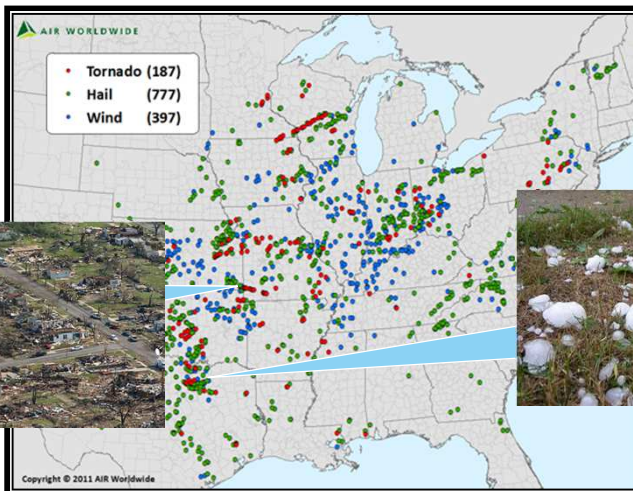 AIR WORLDWIDE
Tornado (187)
Hail (777)
Wind (397)
Copyright © 2011 AIR Worldwide